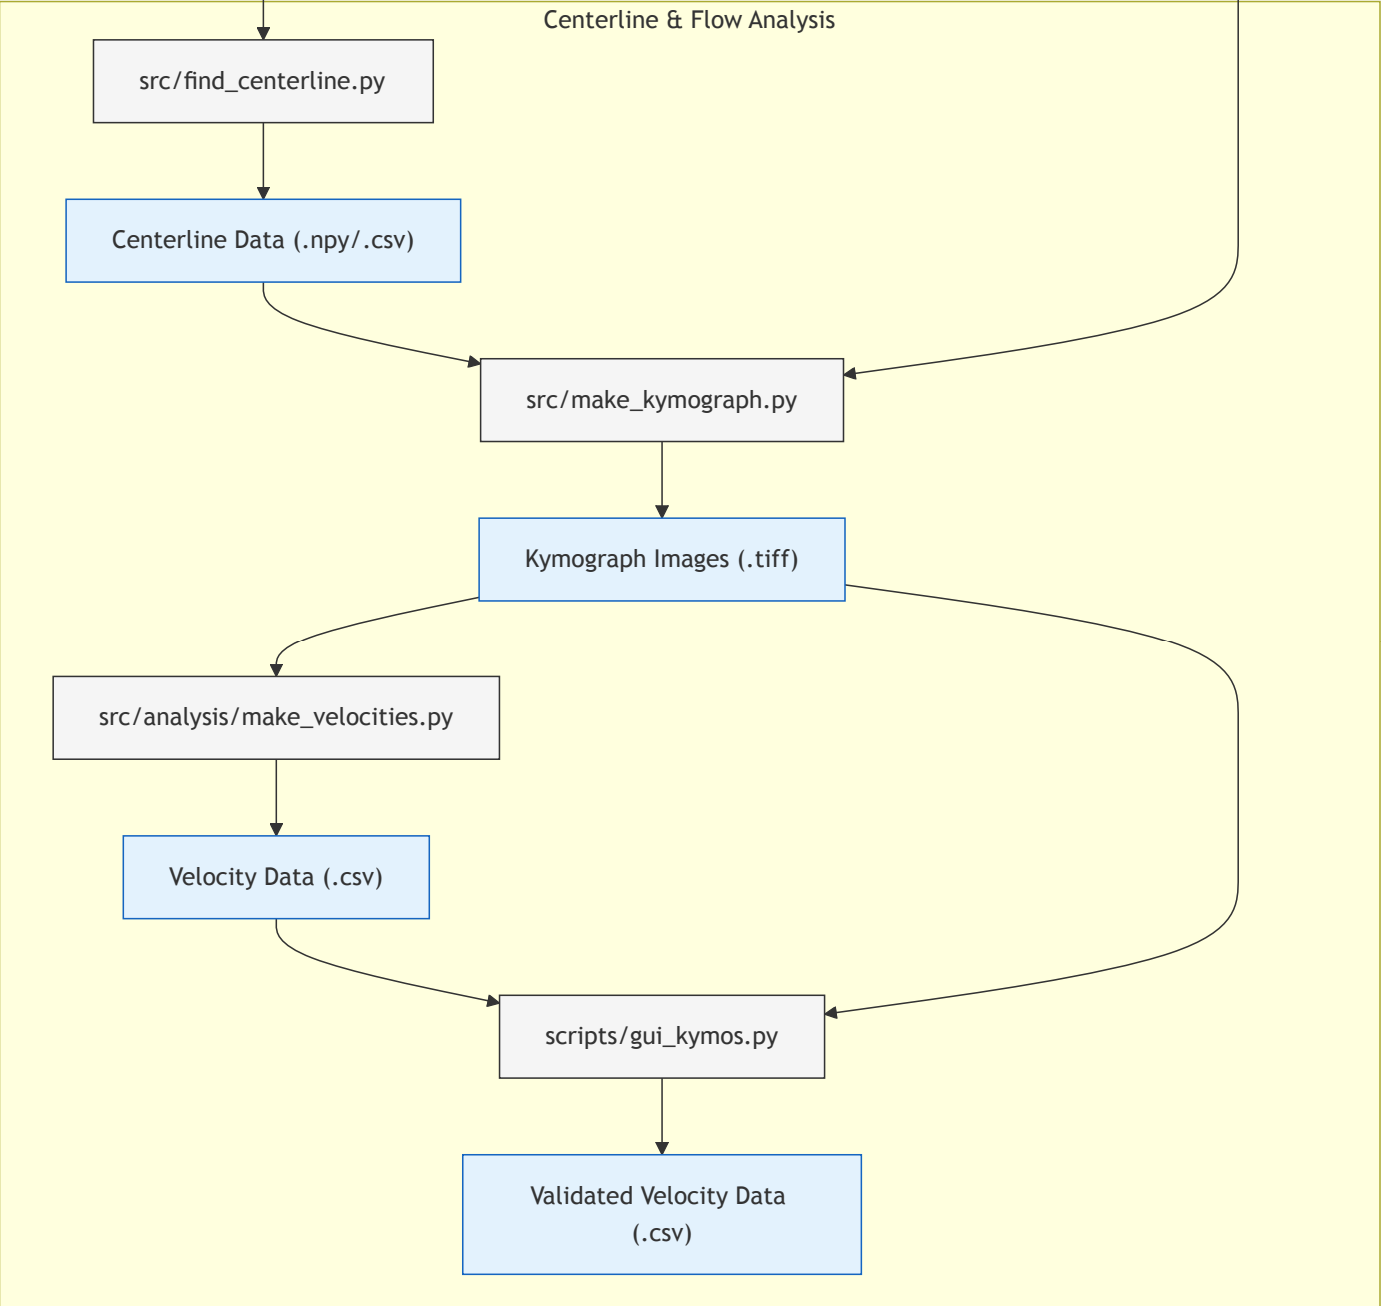 Centerline & Flow Analysis
src/find_centerline.py
Centerline Data (.npy/.csv)
src/make_kymograph.py
Kymograph Images (.tiff)
src/analysis/make_velocities.py
Velocity Data (.csv)
scripts/gui_kymos.py
Validated Velocity Data
(.csv)